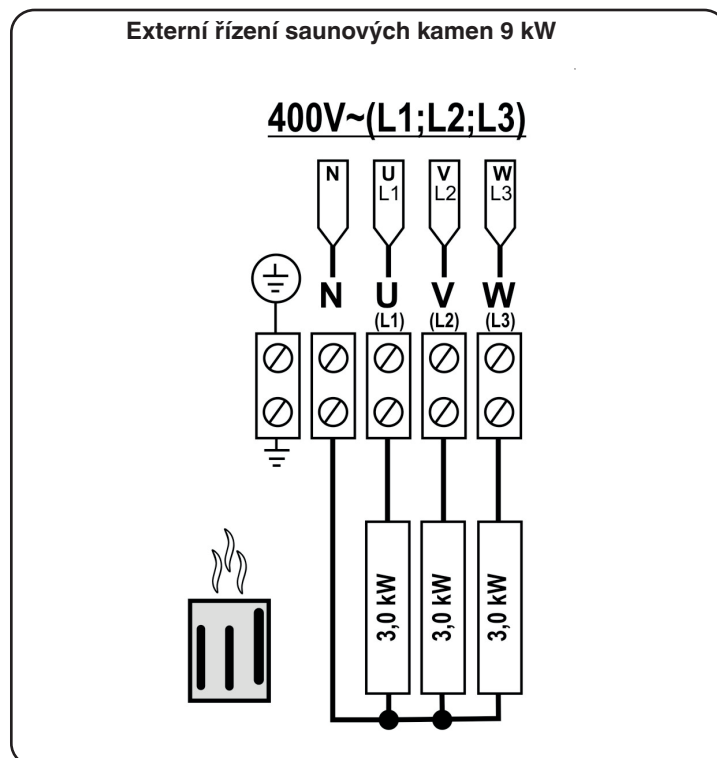 Externí řízení saunových kamen 9 kW
400V~(L1;L2;L3)
N U V W
L1 L2 L3
N U V W
(L1) (L2) (L3)
3,0 kW 3,0 kW 3,0 kW